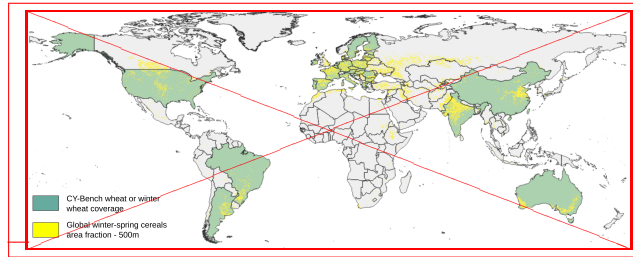 CY-Bench wheat or winter
wheat coverage
Global winter-spring cereals
area fraction - 500m